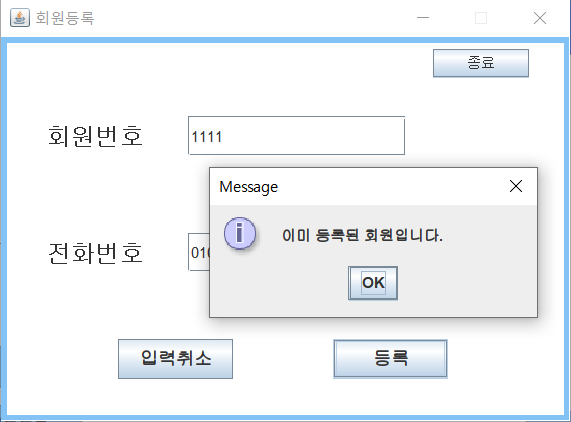 회원등록
종료
회원번호
1111
Message
이미 등록된 회원입니다.
OK
전화번호
010
입력취소
등록